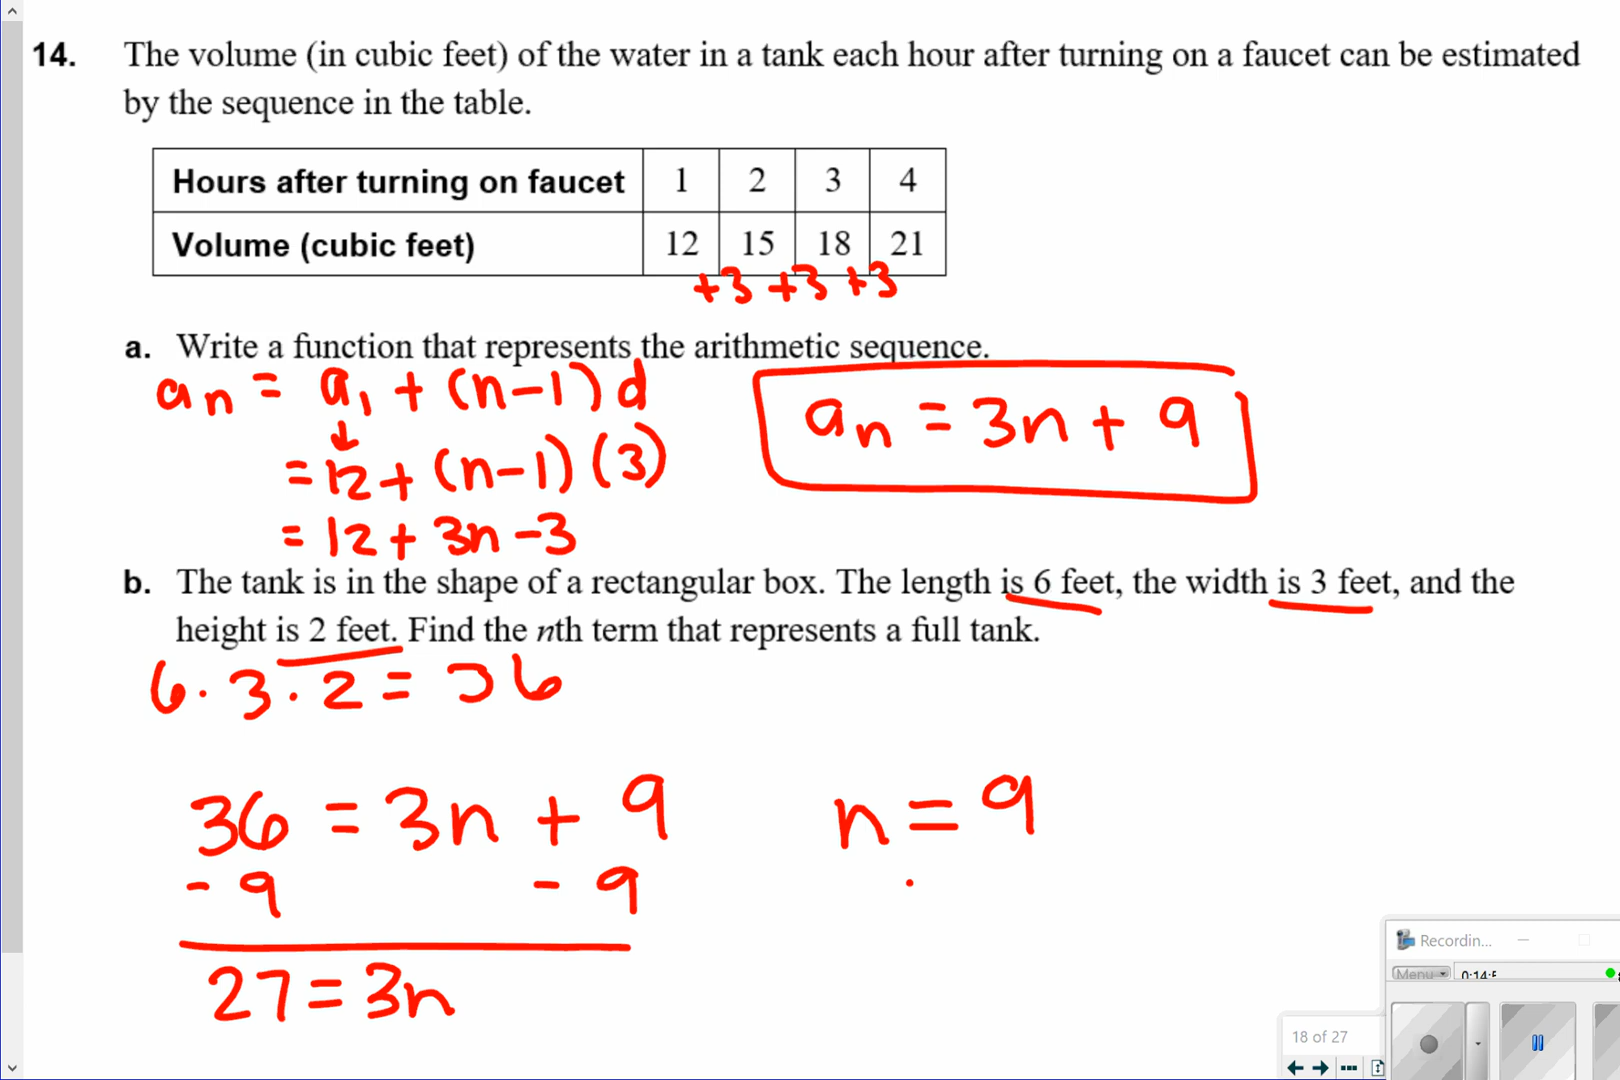 14. The volume (in cubic feet) of the water in a tank each hour after turning on a faucet can be estimated
by the sequence in the table.
Hours after turning on faucet 1 2 3 4
Volume (cubic feet) 12 15 18 21
+3 +3 +3
a. Write a function that represents the arithmetic sequence.
aₙ = a₁ + (n-1)d
↓
= 12 + (n-1)(3)
= 12 + 3n - 3
aₙ = 3n + 9
b. The tank is in the shape of a rectangular box. The length is 6 feet, the width is 3 feet, and the
height is 2 feet. Find the nth term that represents a full tank.
6 · 3 · 2 = 36
36 = 3n + 9
- 9 - 9
27 = 3n
n = 9
Recordin...
Menu
18 of 27